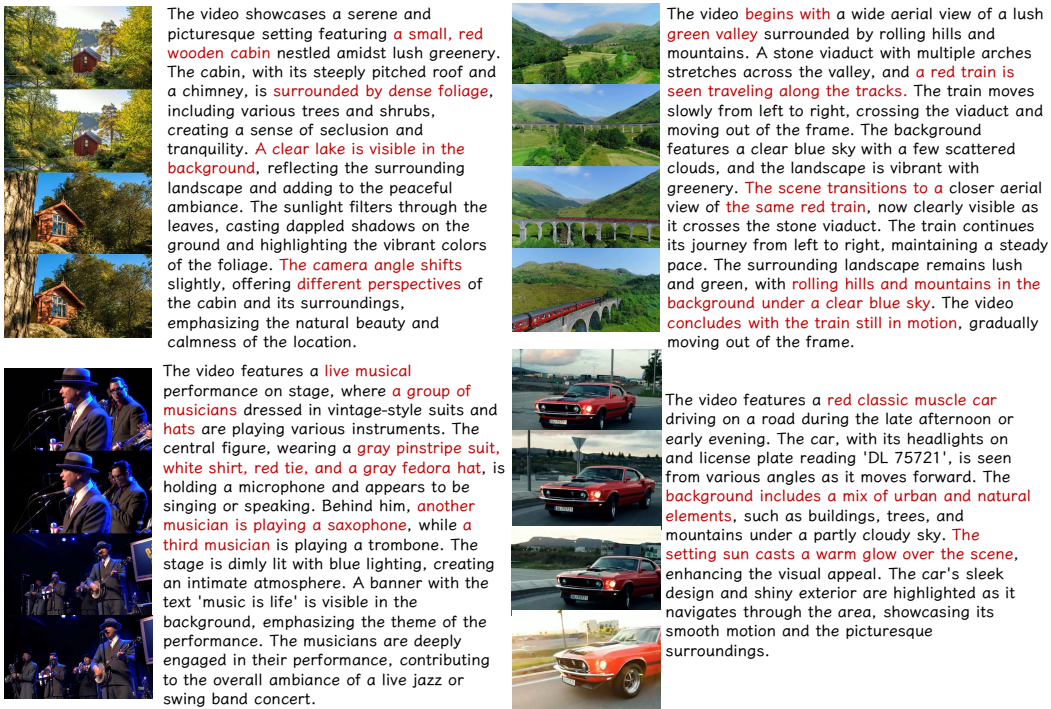 The video showcases a serene and
picturesque setting featuring a small, red
wooden cabin nestled amidst lush greenery.
The cabin, with its steeply pitched roof and
a chimney, is surrounded by dense foliage,
including various trees and shrubs,
creating a sense of seclusion and
tranquility. A clear lake is visible in the
background, reflecting the surrounding
landscape and adding to the peaceful
ambiance. The sunlight filters through the
leaves, casting dappled shadows on the
ground and highlighting the vibrant colors
of the foliage. The camera angle shifts
slightly, offering different perspectives of
the cabin and its surroundings,
emphasizing the natural beauty and
calmness of the location.
The video begins with a wide aerial view of a lush
green valley surrounded by rolling hills and
mountains. A stone viaduct with multiple arches
stretches across the valley, and a red train is
seen traveling along the tracks. The train moves
slowly from left to right, crossing the viaduct and
moving out of the frame. The background
features a clear blue sky with a few scattered
clouds, and the landscape is vibrant with
greenery. The scene transitions to a closer aerial
view of the same red train, now clearly visible as
it crosses the stone viaduct. The train continues
its journey from left to right, maintaining a steady
pace. The surrounding landscape remains lush
and green, with rolling hills and mountains in the
background under a clear blue sky. The video
concludes with the train still in motion, gradually
moving out of the frame.
The video features a live musical
performance on stage, where a group of
musicians dressed in vintage-style suits and
hats are playing various instruments. The
central figure, wearing a gray pinstripe suit,
white shirt, red tie, and a gray fedora hat, is
holding a microphone and appears to be
singing or speaking. Behind him, another
musician is playing a saxophone, while a
third musician is playing a trombone. The
stage is dimly lit with blue lighting, creating
an intimate atmosphere. A banner with the
text 'music is life' is visible in the
background, emphasizing the theme of the
performance. The musicians are deeply
engaged in their performance, contributing
to the overall ambiance of a live jazz or
swing band concert.
The video features a red classic muscle car
driving on a road during the late afternoon or
early evening. The car, with its headlights on
and license plate reading 'DL 75721', is seen
from various angles as it moves forward. The
background includes a mix of urban and natural
elements, such as buildings, trees, and
mountains under a partly cloudy sky. The
setting sun casts a warm glow over the scene,
enhancing the visual appeal. The car's sleek
design and shiny exterior are highlighted as it
navigates through the area, showcasing its
smooth motion and the picturesque
surroundings.